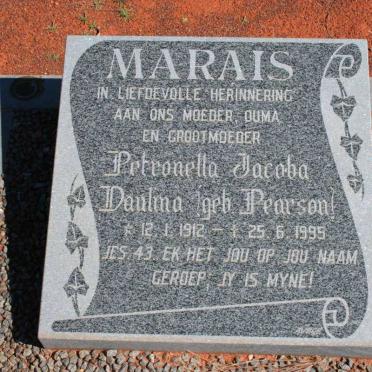 MARAIS
IN LIEFDEVOLLE HERINNERING
AAN ONS MOEDER, OUMA
EN GROOTMOEDER
Petronella Jacoba
Paulina (geb. Pearson)
☆ 12. 1. 1912 – ✝ 25. 6. 1995
JES. 43. EK HET JOU OP JOU NAAM
GEROEP, JY IS MYNE!